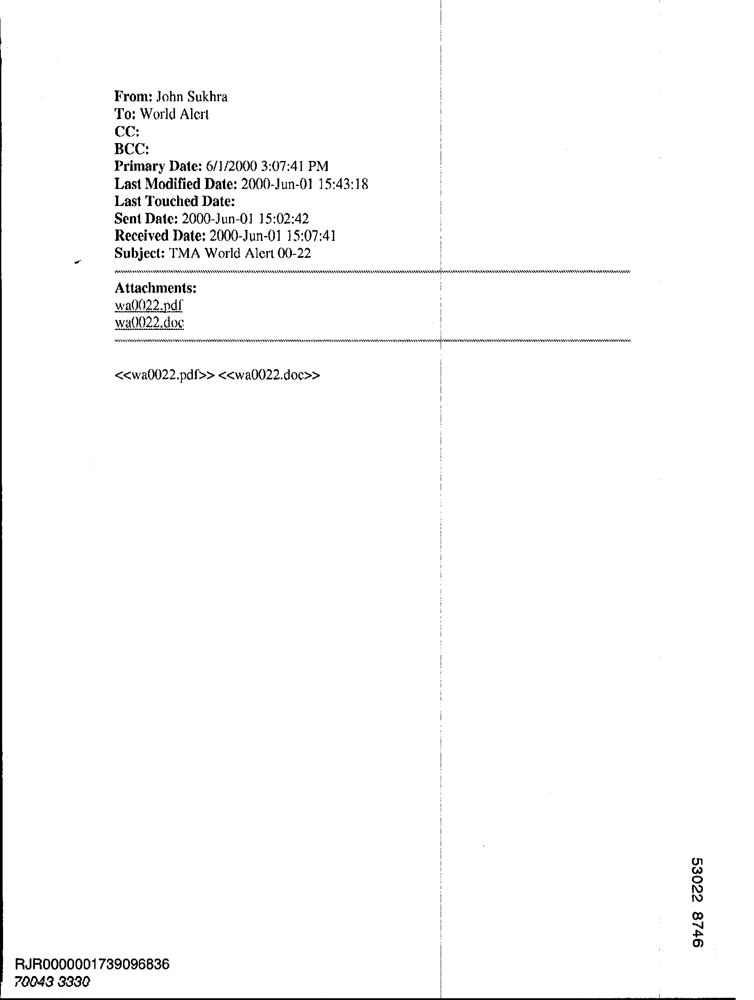 From: John Sukhra
To: World Alert
CC:
BCC:
Primary Date: 6/1/2000 3:07:41 PM
Last Modified Date: 2000-Jun-01 15:43:18
Last Touched Date:
Sent Date: 2000-Jun-01 15:02:42
Received Date: 2000-Jun-01 15:07:41
Subject: TMA World Alert 00-22
Attachments:
wa0022.pdf
wa0022.doc
<<wa0022.pdf>> <<wa0022.doc>>
53022 8746
RJR0000001739096836
70043 3330